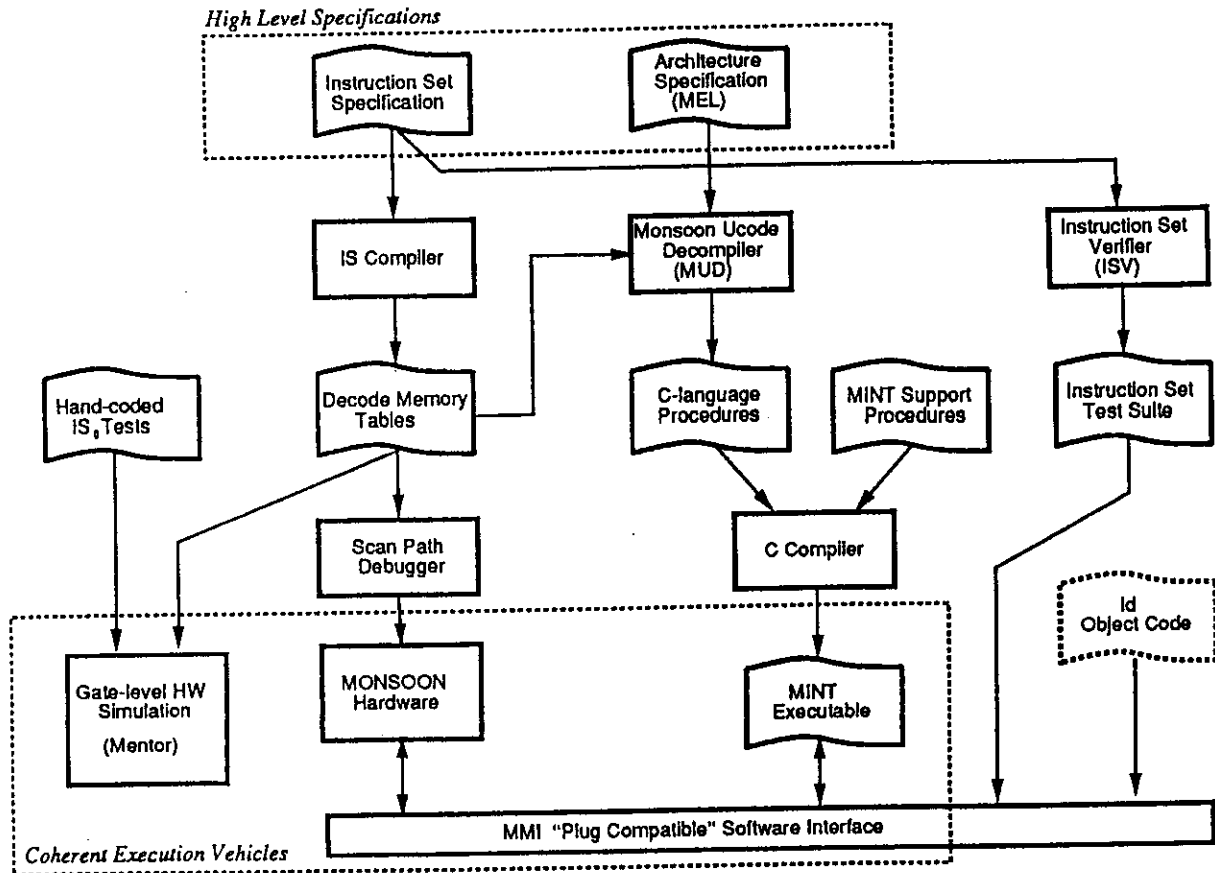 High Level Specifications
Instruction Set
Specification
Architecture
Specification
(MEL)
IS Compiler
Monsoon Ucode
Decompiler
(MUD)
Instruction Set
Verifier
(ISV)
Hand-coded
IS₀Tests
Decode Memory
Tables
C-language
Procedures
MINT Support
Procedures
Instruction Set
Test Suite
Scan Path
Debugger
C Compiler
Id
Object Code
Gate-level HW
Simulation
(Mentor)
MONSOON
Hardware
MINT
Executable
MMI "Plug Compatible" Software Interface
Coherent Execution Vehicles